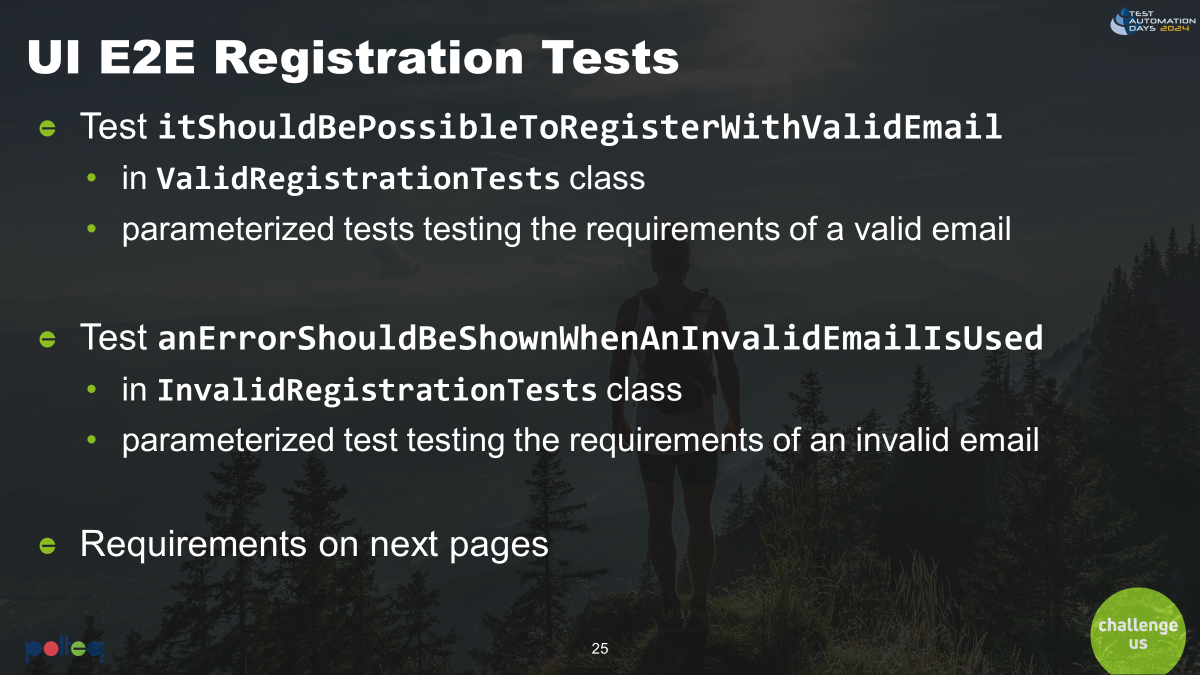 TEST
AUTOMATION
DAYS 2024
UI E2E Registration Tests
Test itShouldBePossibleToRegisterWithValidEmail
in ValidRegistrationTests class
parameterized tests testing the requirements of a valid email
Test anErrorShouldBeShownWhenAnInvalidEmailIsUsed
in InvalidRegistrationTests class
parameterized test testing the requirements of an invalid email
Requirements on next pages
polteq
25
challenge
us